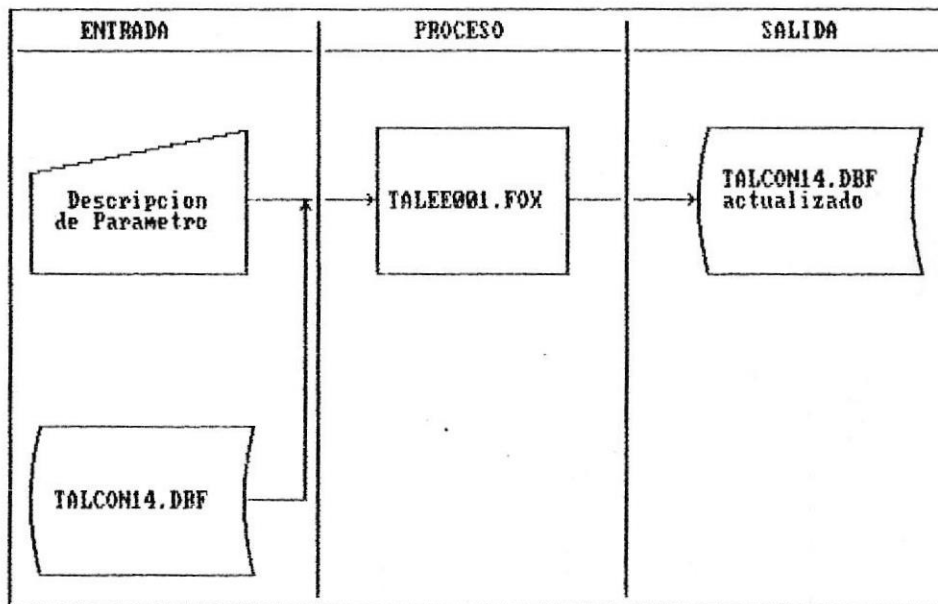 ENTRADA
PROCESO
SALIDA
Descripcion
de Parametro
TALEE001.FOX
TALCON14.DBF
actualizado
TALCON14.DBF